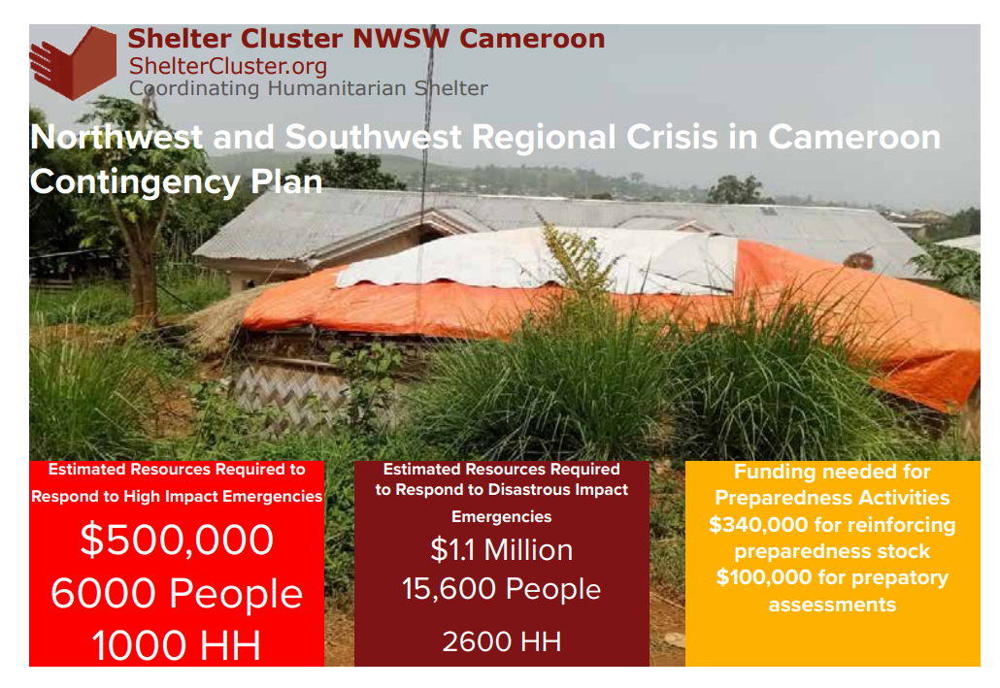 Shelter Cluster NWSW Cameroon
ShelterCluster.org
Coordinating Humanitarian Shelter
Northwest and Southwest Regional Crisis in Cameroon
Contingency Plan
Estimated Resources Required to
Respond to High Impact Emergencies
$500,000
6000 People
1000 HH
Estimated Resources Required
to Respond to Disastrous Impact
Emergencies
$1.1 Million
15,600 People
2600 HH
Funding needed for
Preparedness Activities
$340,000 for reinforcing
preparedness stock
$100,000 for prepatory
assessments